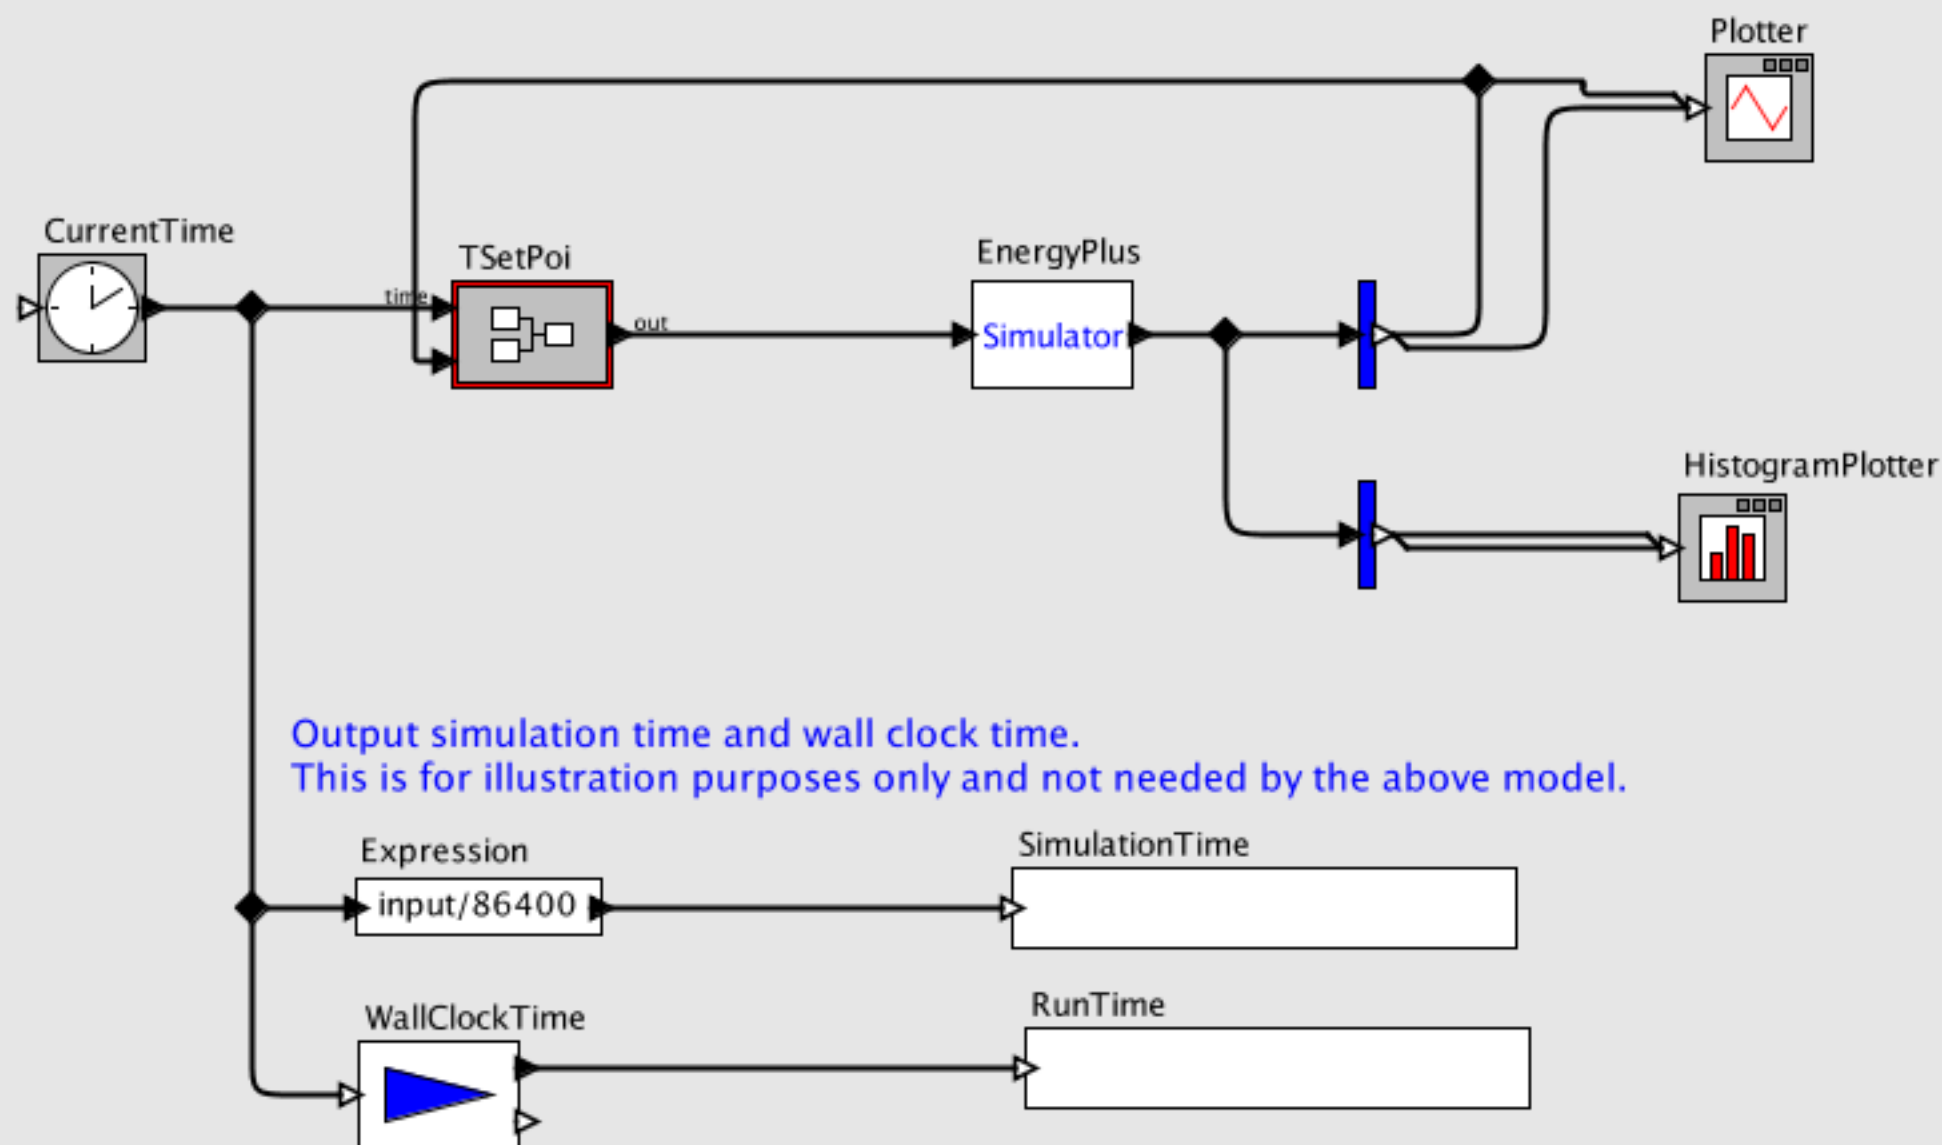 Plotter
CurrentTime
TSetPoi
EnergyPlus
time
out
Simulator
HistogramPlotter
Output simulation time and wall clock time.
This is for illustration purposes only and not needed by the above model.
Expression
SimulationTime
input/86400
RunTime
WallClockTime